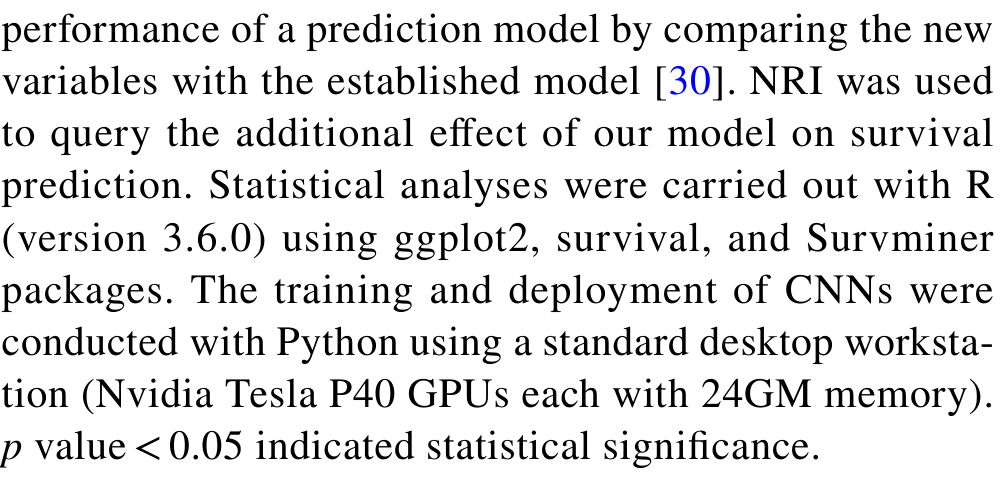 performance of a prediction model by comparing the new
variables with the established model [30]. NRI was used
to query the additional effect of our model on survival
prediction. Statistical analyses were carried out with R
(version 3.6.0) using ggplot2, survival, and Survminer
packages. The training and deployment of CNNs were
conducted with Python using a standard desktop worksta-
tion (Nvidia Tesla P40 GPUs each with 24GM memory).
p value < 0.05 indicated statistical significance.